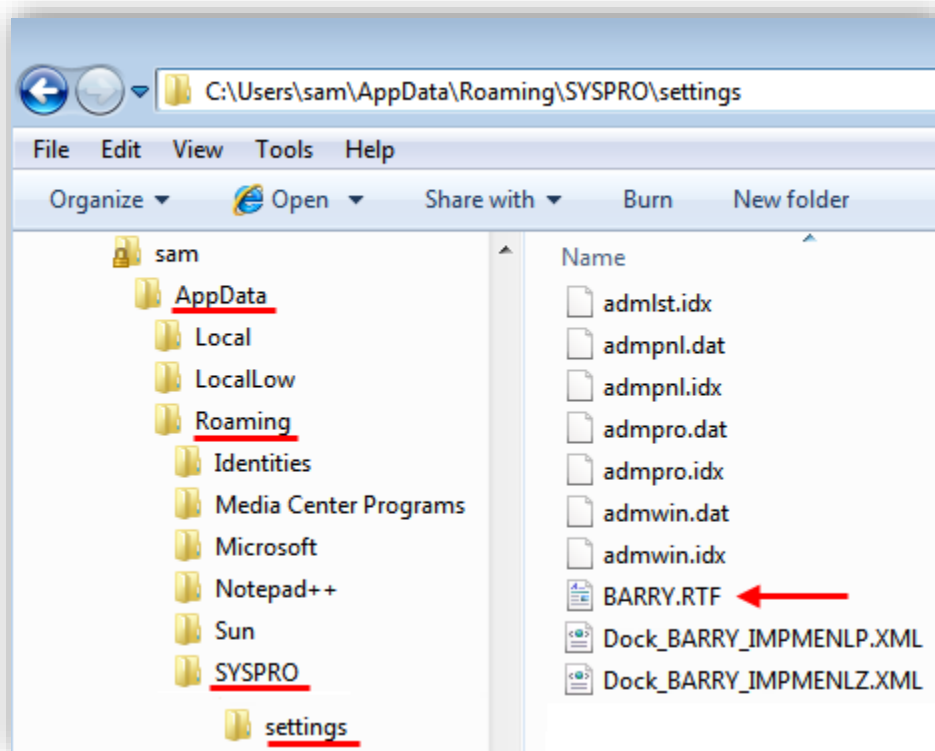 C:\Users\sam\AppData\Roaming\SYSPRO\settings
File Edit View Tools Help
Organize Open Share with Burn New folder
sam
AppData
Local
LocalLow
Roaming
Identities
Media Center Programs
Microsoft
Notepad++
Sun
SYSPRO
settings
Name
admlst.idx
admpnl.dat
admpnl.idx
admpro.dat
admpro.idx
admwin.dat
admwin.idx
BARRY.RTF
Dock_BARRY_IMPMENLP.XML
Dock_BARRY_IMPMENLZ.XML